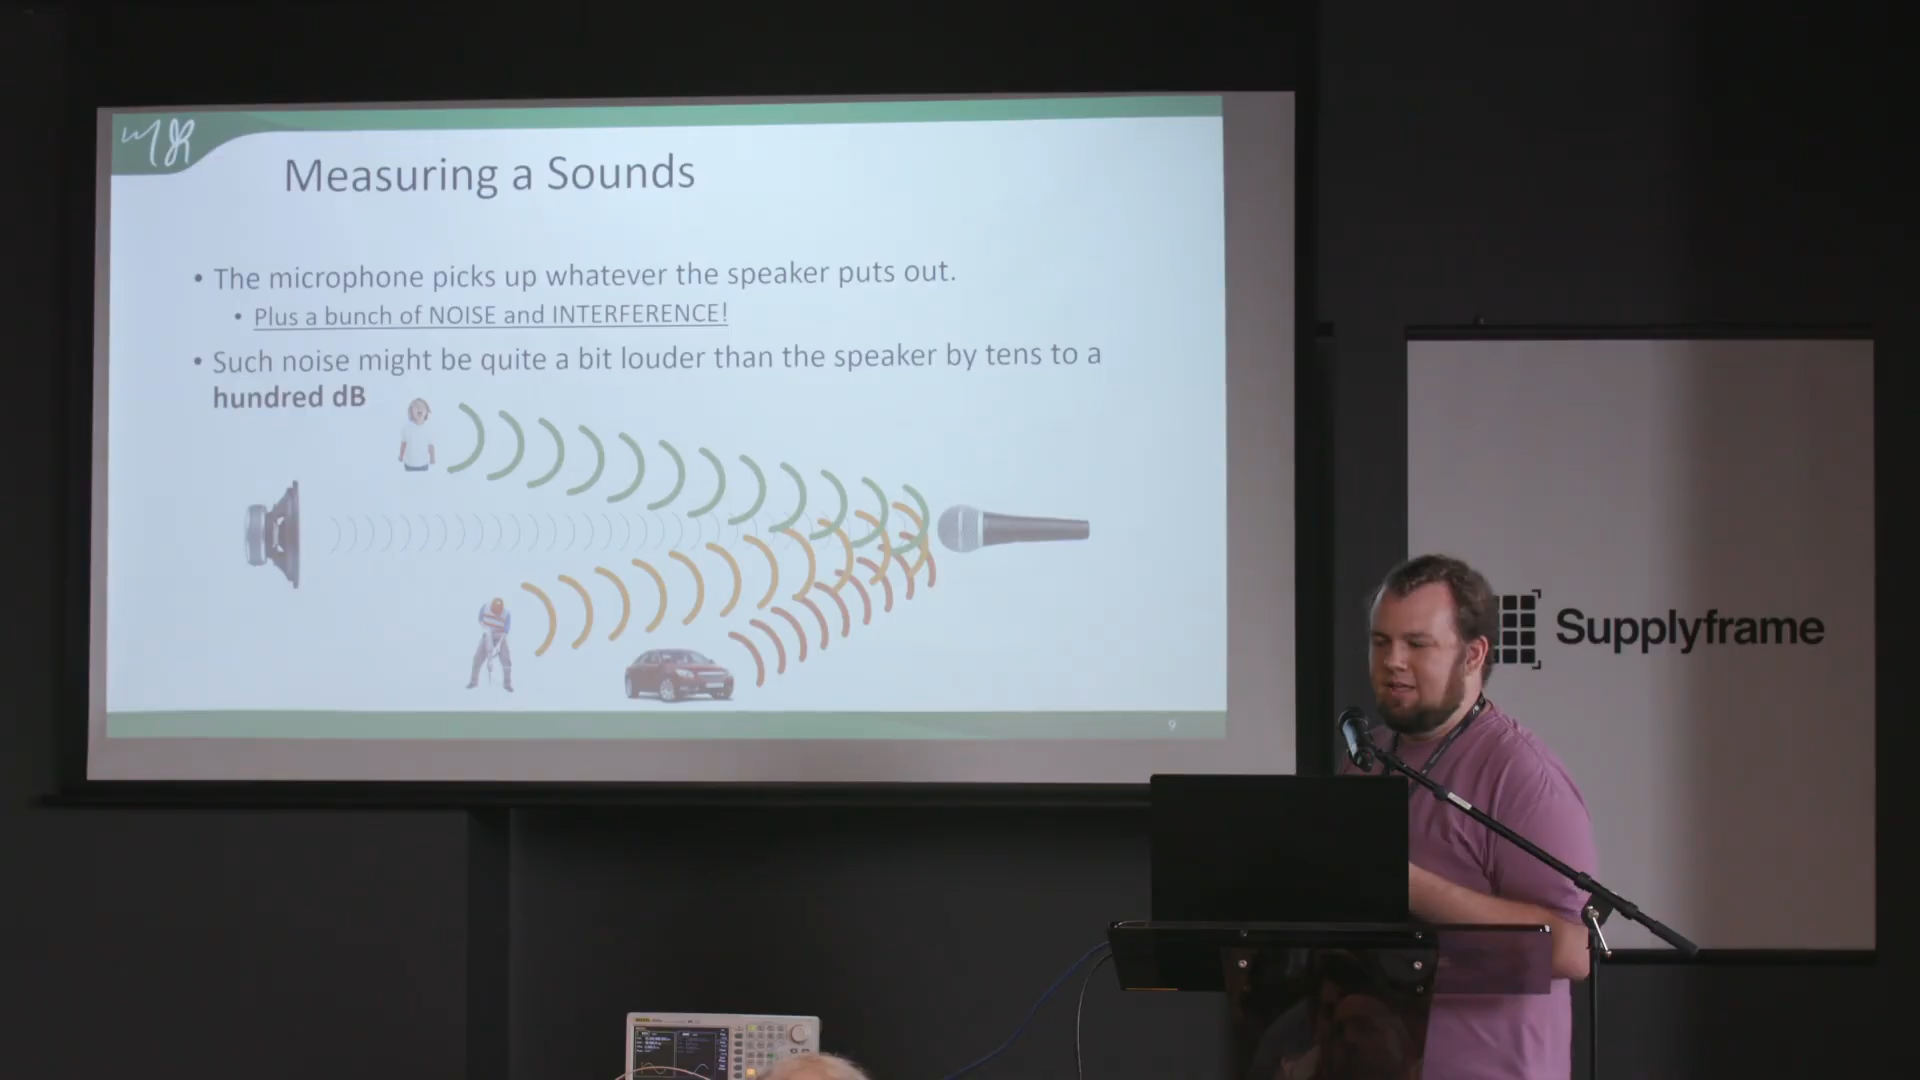 Measuring a Sounds
• The microphone picks up whatever the speaker puts out.
• Plus a bunch of NOISE and INTERFERENCE!
• Such noise might be quite a bit louder than the speaker by tens to a
hundred dB
9
Supplyframe